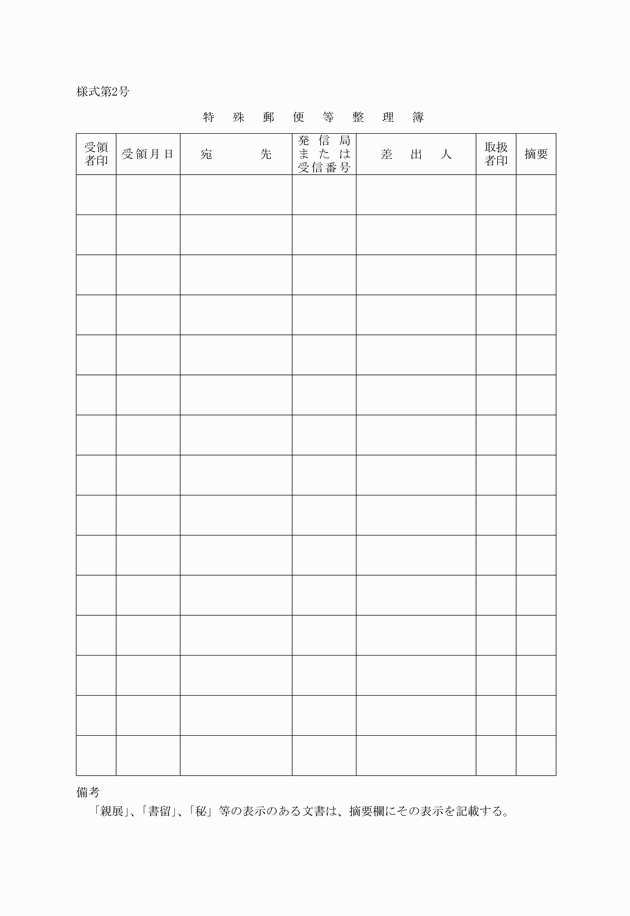 様式第2号
特殊郵便等整理簿
受領
者印
受領月日
宛先
発信局
または
受信番号
差出人
取扱
者印
摘要
備考
「親展」、「書留」、「秘」等の表示のある文書は、摘要欄にその表示を記載する。